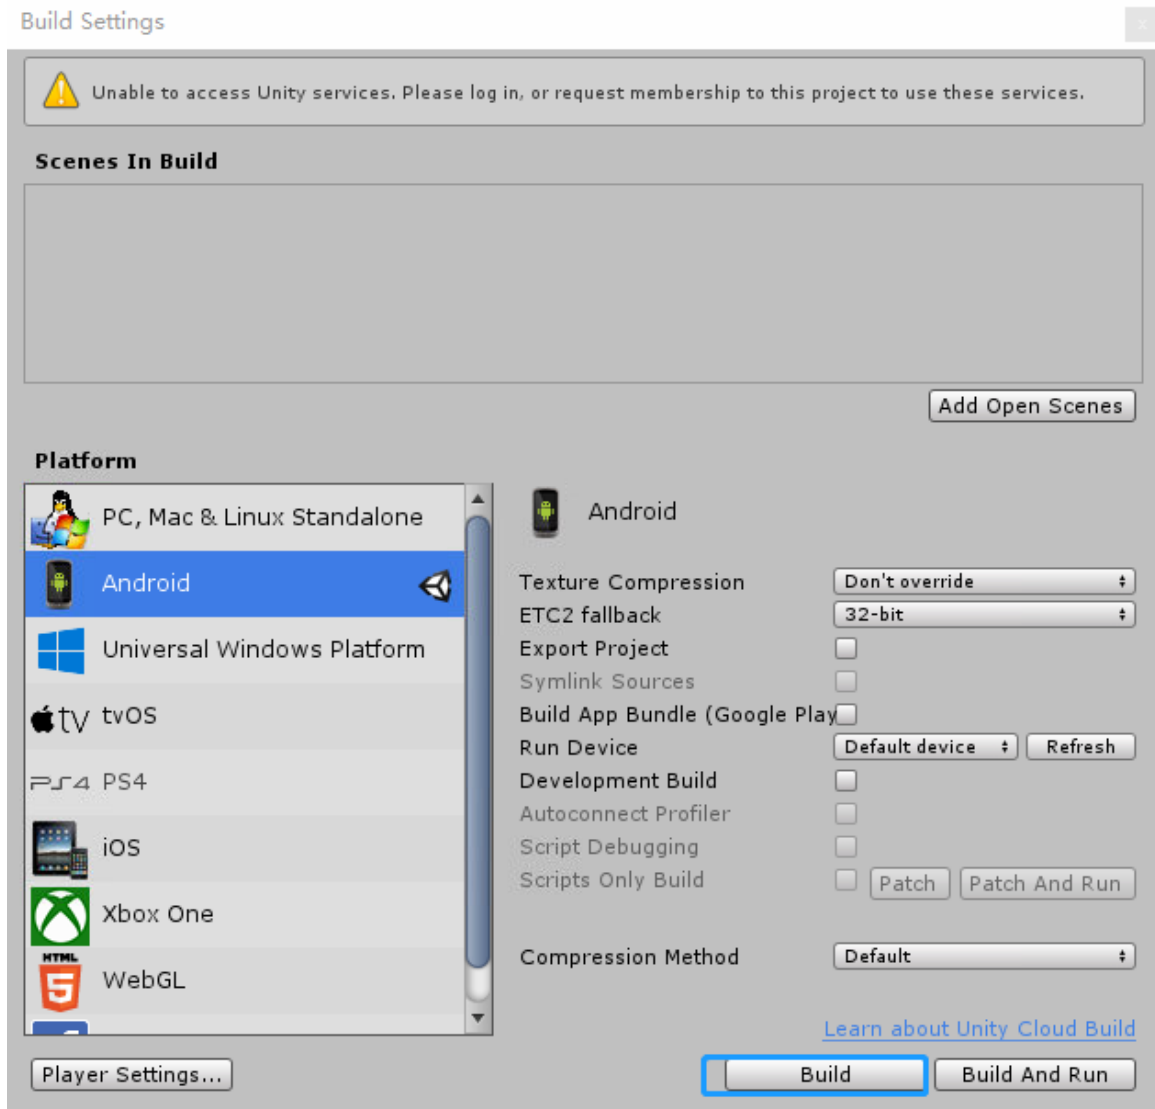 Build Settings
x
Unable to access Unity services. Please log in, or request membership to this project to use these services.
Scenes In Build
Add Open Scenes
Platform
PC, Mac & Linux Standalone
Android
Universal Windows Platform
tv tvOS
PS4 PS4
iOS
Xbox One
HTML
5 WebGL
Android
Texture Compression Don't override
ETC2 fallback 32-bit
Export Project
Symlink Sources
Build App Bundle (Google Play
Run Device Default device Refresh
Development Build
Autoconnect Profiler
Script Debugging
Scripts Only Build Patch Patch And Run
Compression Method Default
Learn about Unity Cloud Build
Player Settings... Build Build And Run